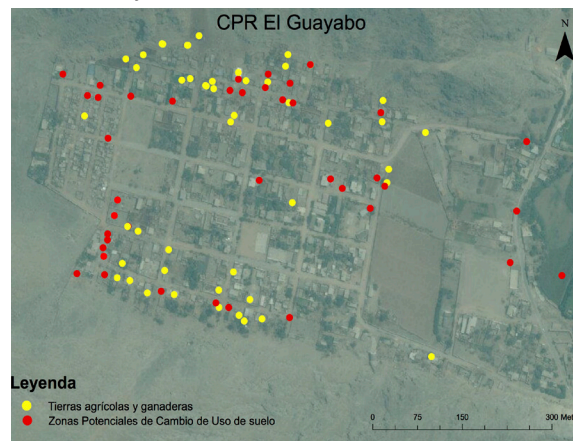 CPR El Guayabo
N
Leyenda
Tierras agrícolas y ganaderas
Zonas Potenciales de Cambio de Uso de suelo
0 75 150 300 Met